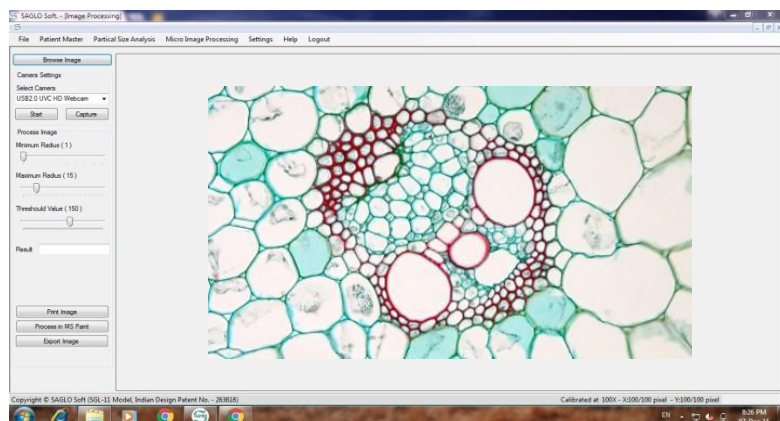 SAGLO Soft. - [Image Processing]
File Patient Master Partical Size Analysis Micro Image Processing Settings Help Logout
Browse Image
Camera Settings
Select Camera
USB2.0 UVC HD Webcam
Start Capture
Process Image
Minimum Radius ( 1 )
Maximum Radius ( 15 )
Threshould Value ( 150 )
Result
Print Image
Process in MS Paint
Export Image
Copyright © SAGLO Soft (SGL-11 Model, Indian Design Patent No. - 263616) Calibrated at 100X - X:100/100 pixel - Y:100/100 pixel
EN 8:26 PM